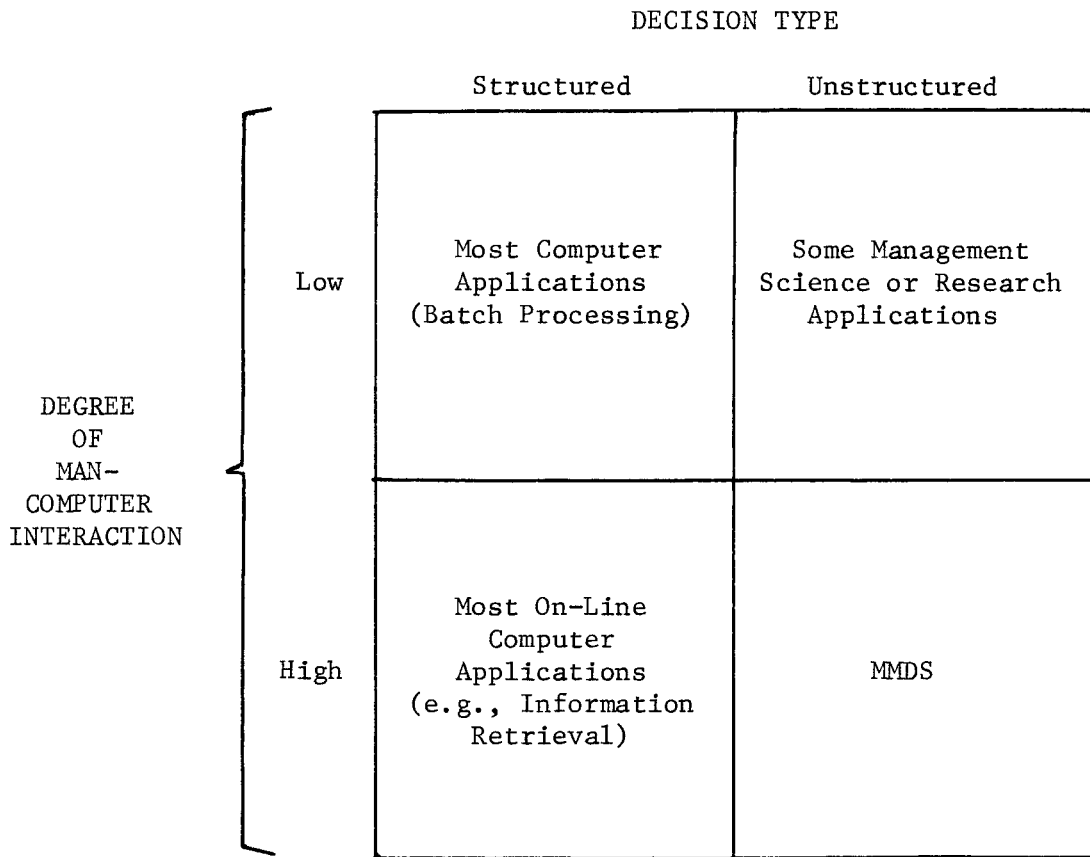 DECISION TYPE
Structured Unstructured
Low
Most Computer
Applications
(Batch Processing)
Some Management
Science or Research
Applications
DEGREE
OF
MAN-
COMPUTER
INTERACTION
High
Most On-Line
Computer
Applications
(e.g., Information
Retrieval)
MMDS